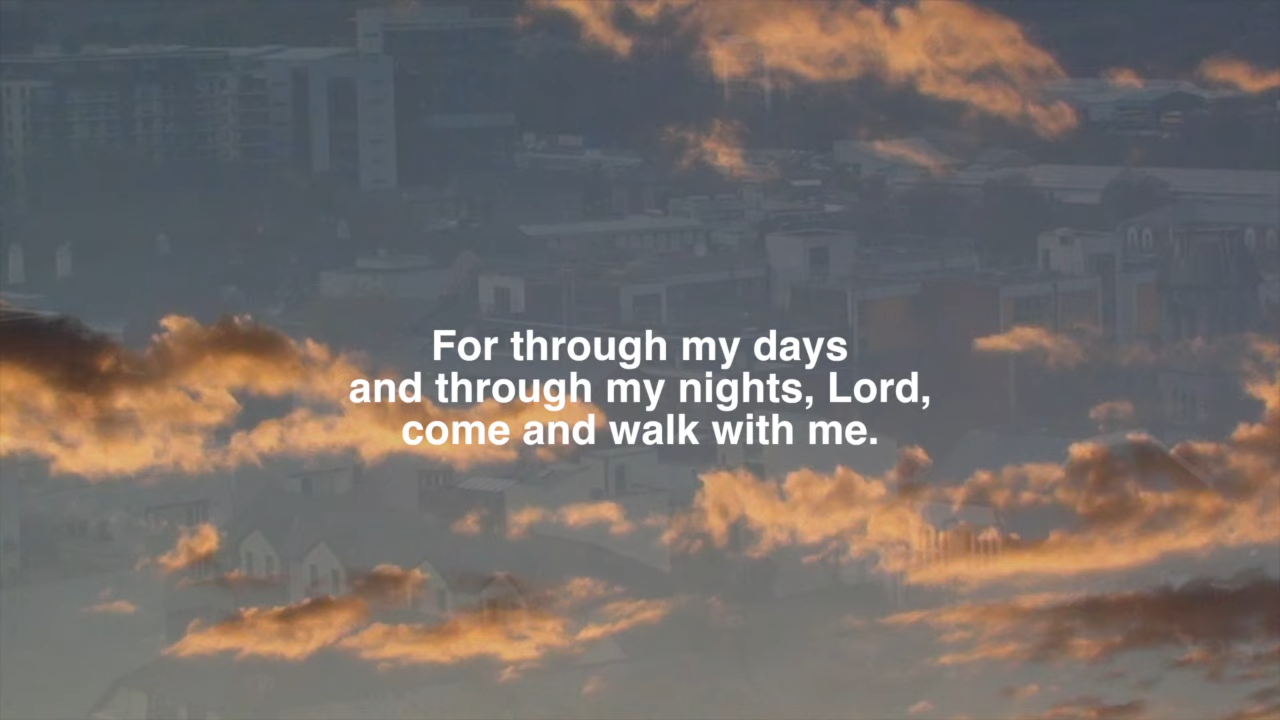 For through my days
and through my nights, Lord,
come and walk with me.